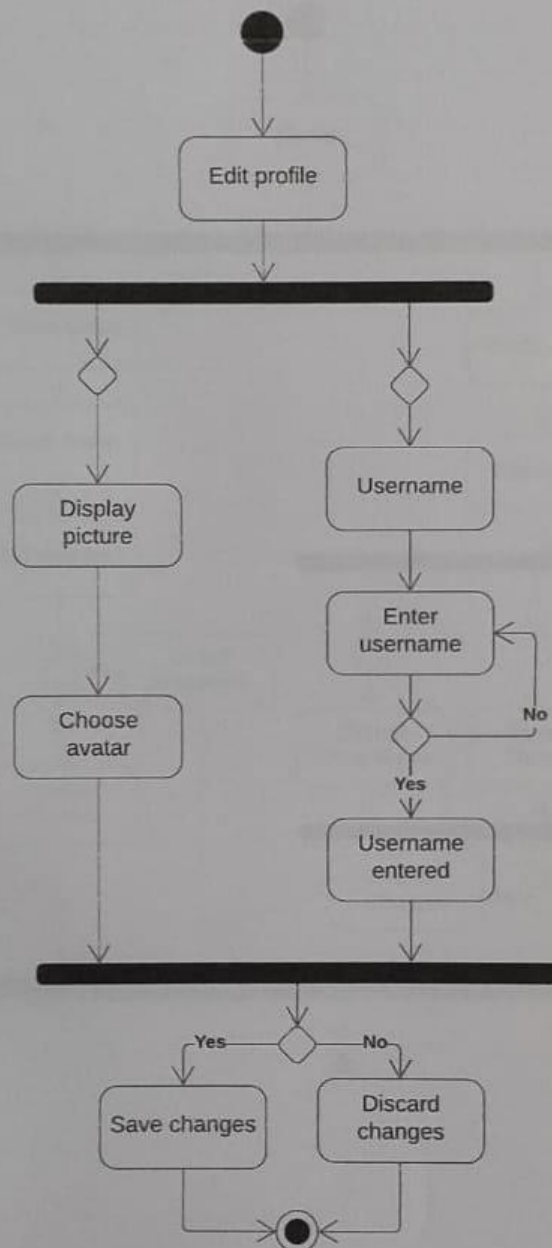 Edit profile
Display
picture
Choose
avatar
Username
Enter
username
No
Yes
Username
entered
Yes
No
Save changes
Discard
changes